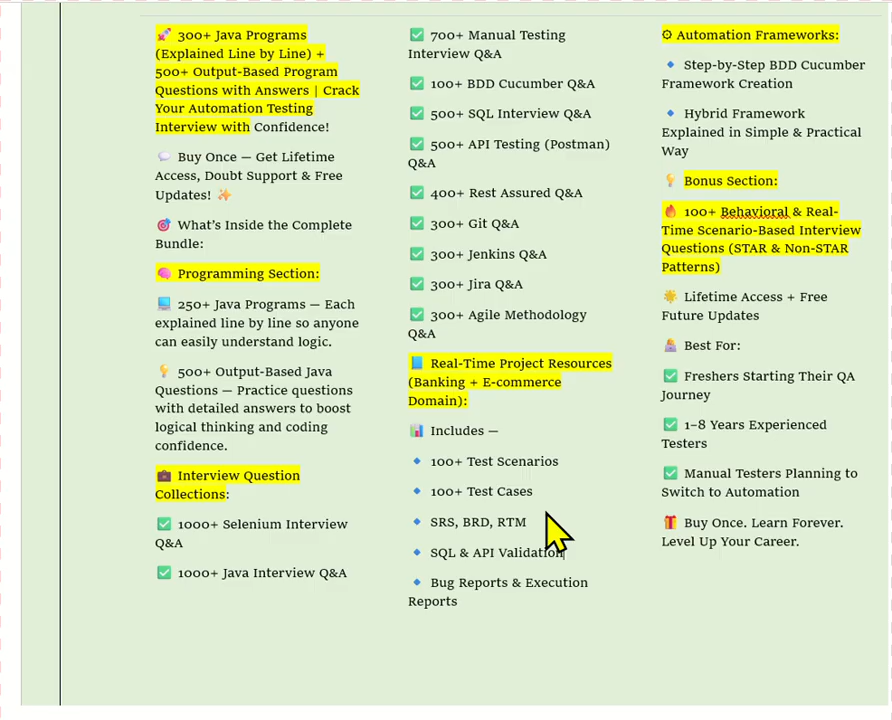 🚀 300+ Java Programs
(Explained Line by Line) +
500+ Output-Based Program
Questions with Answers | Crack
Your Automation Testing
Interview with Confidence!
💬 Buy Once — Get Lifetime
Access, Doubt Support & Free
Updates! ✨
🎯 What's Inside the Complete
Bundle:
🧠 Programming Section:
💻 250+ Java Programs — Each
explained line by line so anyone
can easily understand logic.
💡 500+ Output-Based Java
Questions — Practice questions
with detailed answers to boost
logical thinking and coding
confidence.
💼 Interview Question
Collections:
✅ 1000+ Selenium Interview
Q&A
✅ 1000+ Java Interview Q&A
✅ 700+ Manual Testing
Interview Q&A
✅ 100+ BDD Cucumber Q&A
✅ 500+ SQL Interview Q&A
✅ 500+ API Testing (Postman)
Q&A
✅ 400+ Rest Assured Q&A
✅ 300+ Git Q&A
✅ 300+ Jenkins Q&A
✅ 300+ Jira Q&A
✅ 300+ Agile Methodology
Q&A
📘 Real-Time Project Resources
(Banking + E-commerce
Domain):
📊 Includes —
🔹 100+ Test Scenarios
🔹 100+ Test Cases
🔹 SRS, BRD, RTM
🔹 SQL & API Validation
🔹 Bug Reports & Execution
Reports
⚙ Automation Frameworks:
🔹 Step-by-Step BDD Cucumber
Framework Creation
🔹 Hybrid Framework
Explained in Simple & Practical
Way
💡 Bonus Section:
🔥 100+ Behavioral & Real-
Time Scenario-Based Interview
Questions (STAR & Non-STAR
Patterns)
🌟 Lifetime Access + Free
Future Updates
Best For:
✅ Freshers Starting Their QA
Journey
✅ 1–8 Years Experienced
Testers
✅ Manual Testers Planning to
Switch to Automation
🎁 Buy Once. Learn Forever.
Level Up Your Career.